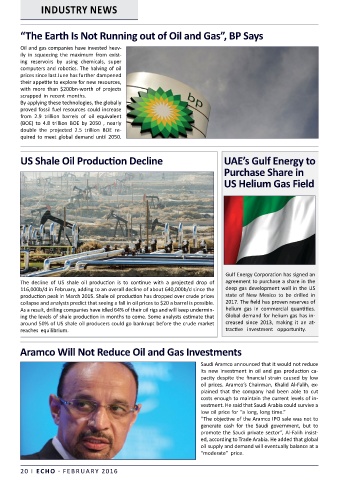 INDUSTRY NEWS
“The Earth Is Not Running out of Oil and Gas”, BP Says
Oil and gas companies have invested heav-
ily in squeezing the maximum from exist-
ing reservoirs by using chemicals, super
computers and robotics. The halving of oil
prices since last June has further dampened
their appetite to explore for new resources,
with more than $200bn-worth of projects
scrapped in recent months.
By applying these technologies, the globally
proved fossil fuel resources could increase
from 2.9 trillion barrels of oil equivalent
(BOE) to 4.8 trillion BOE by 2050 , nearly
double the projected 2.5 trillion BOE re-
quired to meet global demand until 2050.
bp
US Shale Oil Production Decline
The decline of US shale oil production is to continue with a projected drop of
116,000b/d in February, adding to an overall decline of about 640,000b/d since the
production peak in March 2015. Shale oil production has dropped over crude prices
collapse and analysts predict that seeing a fall in oil prices to $20 a barrel is possible.
As a result, drilling companies have idled 64% of their oil rigs and will keep undermin-
ing the levels of shale production in months to come. Some analysts estimate that
around 50% of US shale oil producers could go bankrupt before the crude market
reaches equilibrium.
UAE’s Gulf Energy to
Purchase Share in
US Helium Gas Field
Gulf Energy Corporation has signed an
agreement to purchase a share in the
deep gas development well in the US
state of New Mexico to be drilled in
2017. The field has proven reserves of
helium gas in commercial quantities.
Global demand for helium gas has in-
creased since 2013, making it an at-
tractive investment opportunity.
Aramco Will Not Reduce Oil and Gas Investments
Saudi Aramco announced that it would not reduce
its new investment in oil and gas production ca-
pacity despite the financial strain caused by low
oil prices. Aramco’s Chairman, Khalid Al-Falih, ex-
plained that the company had been able to cut
costs enough to maintain the current levels of in-
vestment. He said that Saudi Arabia could survive a
low oil price for “a long, long time.”
“The objective of the Aramco IPO sale was not to
generate cash for the Saudi government, but to
promote the Saudi private sector”, Al-Falih insist-
ed, according to Trade Arabia. He added that global
oil supply and demand will eventually balance at a
“moderate” price.
20 I ECHO - FEBRUARY 2016